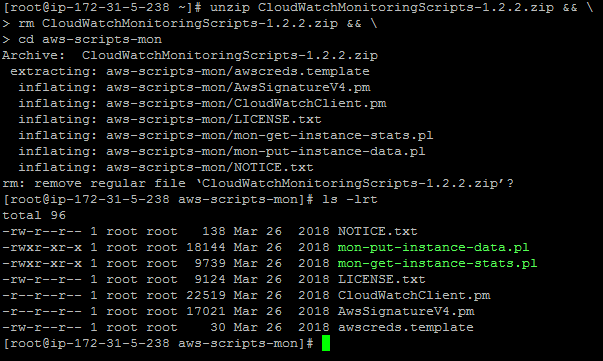 [root@ip-172-31-5-238 ~]# unzip CloudWatchMonitoringScripts-1.2.2.zip && \
> rm CloudWatchMonitoringScripts-1.2.2.zip && \
> cd aws-scripts-mon
Archive:  CloudWatchMonitoringScripts-1.2.2.zip
 extracting: aws-scripts-mon/awscreds.template
  inflating: aws-scripts-mon/AwsSignatureV4.pm
  inflating: aws-scripts-mon/CloudWatchClient.pm
  inflating: aws-scripts-mon/LICENSE.txt
  inflating: aws-scripts-mon/mon-get-instance-stats.pl
  inflating: aws-scripts-mon/mon-put-instance-data.pl
  inflating: aws-scripts-mon/NOTICE.txt
rm: remove regular file ‘CloudWatchMonitoringScripts-1.2.2.zip’?
[root@ip-172-31-5-238 aws-scripts-mon]# ls -lrt
total 96
-rw-r--r-- 1 root root   138 Mar 26  2018 NOTICE.txt
-rwxr-xr-x 1 root root 18144 Mar 26  2018 mon-put-instance-data.pl
-rwxr-xr-x 1 root root  9739 Mar 26  2018 mon-get-instance-stats.pl
-rw-r--r-- 1 root root  9124 Mar 26  2018 LICENSE.txt
-r--r--r-- 1 root root 22519 Mar 26  2018 CloudWatchClient.pm
-r--r--r-- 1 root root 17021 Mar 26  2018 AwsSignatureV4.pm
-rw-r--r-- 1 root root    30 Mar 26  2018 awscreds.template
[root@ip-172-31-5-238 aws-scripts-mon]#